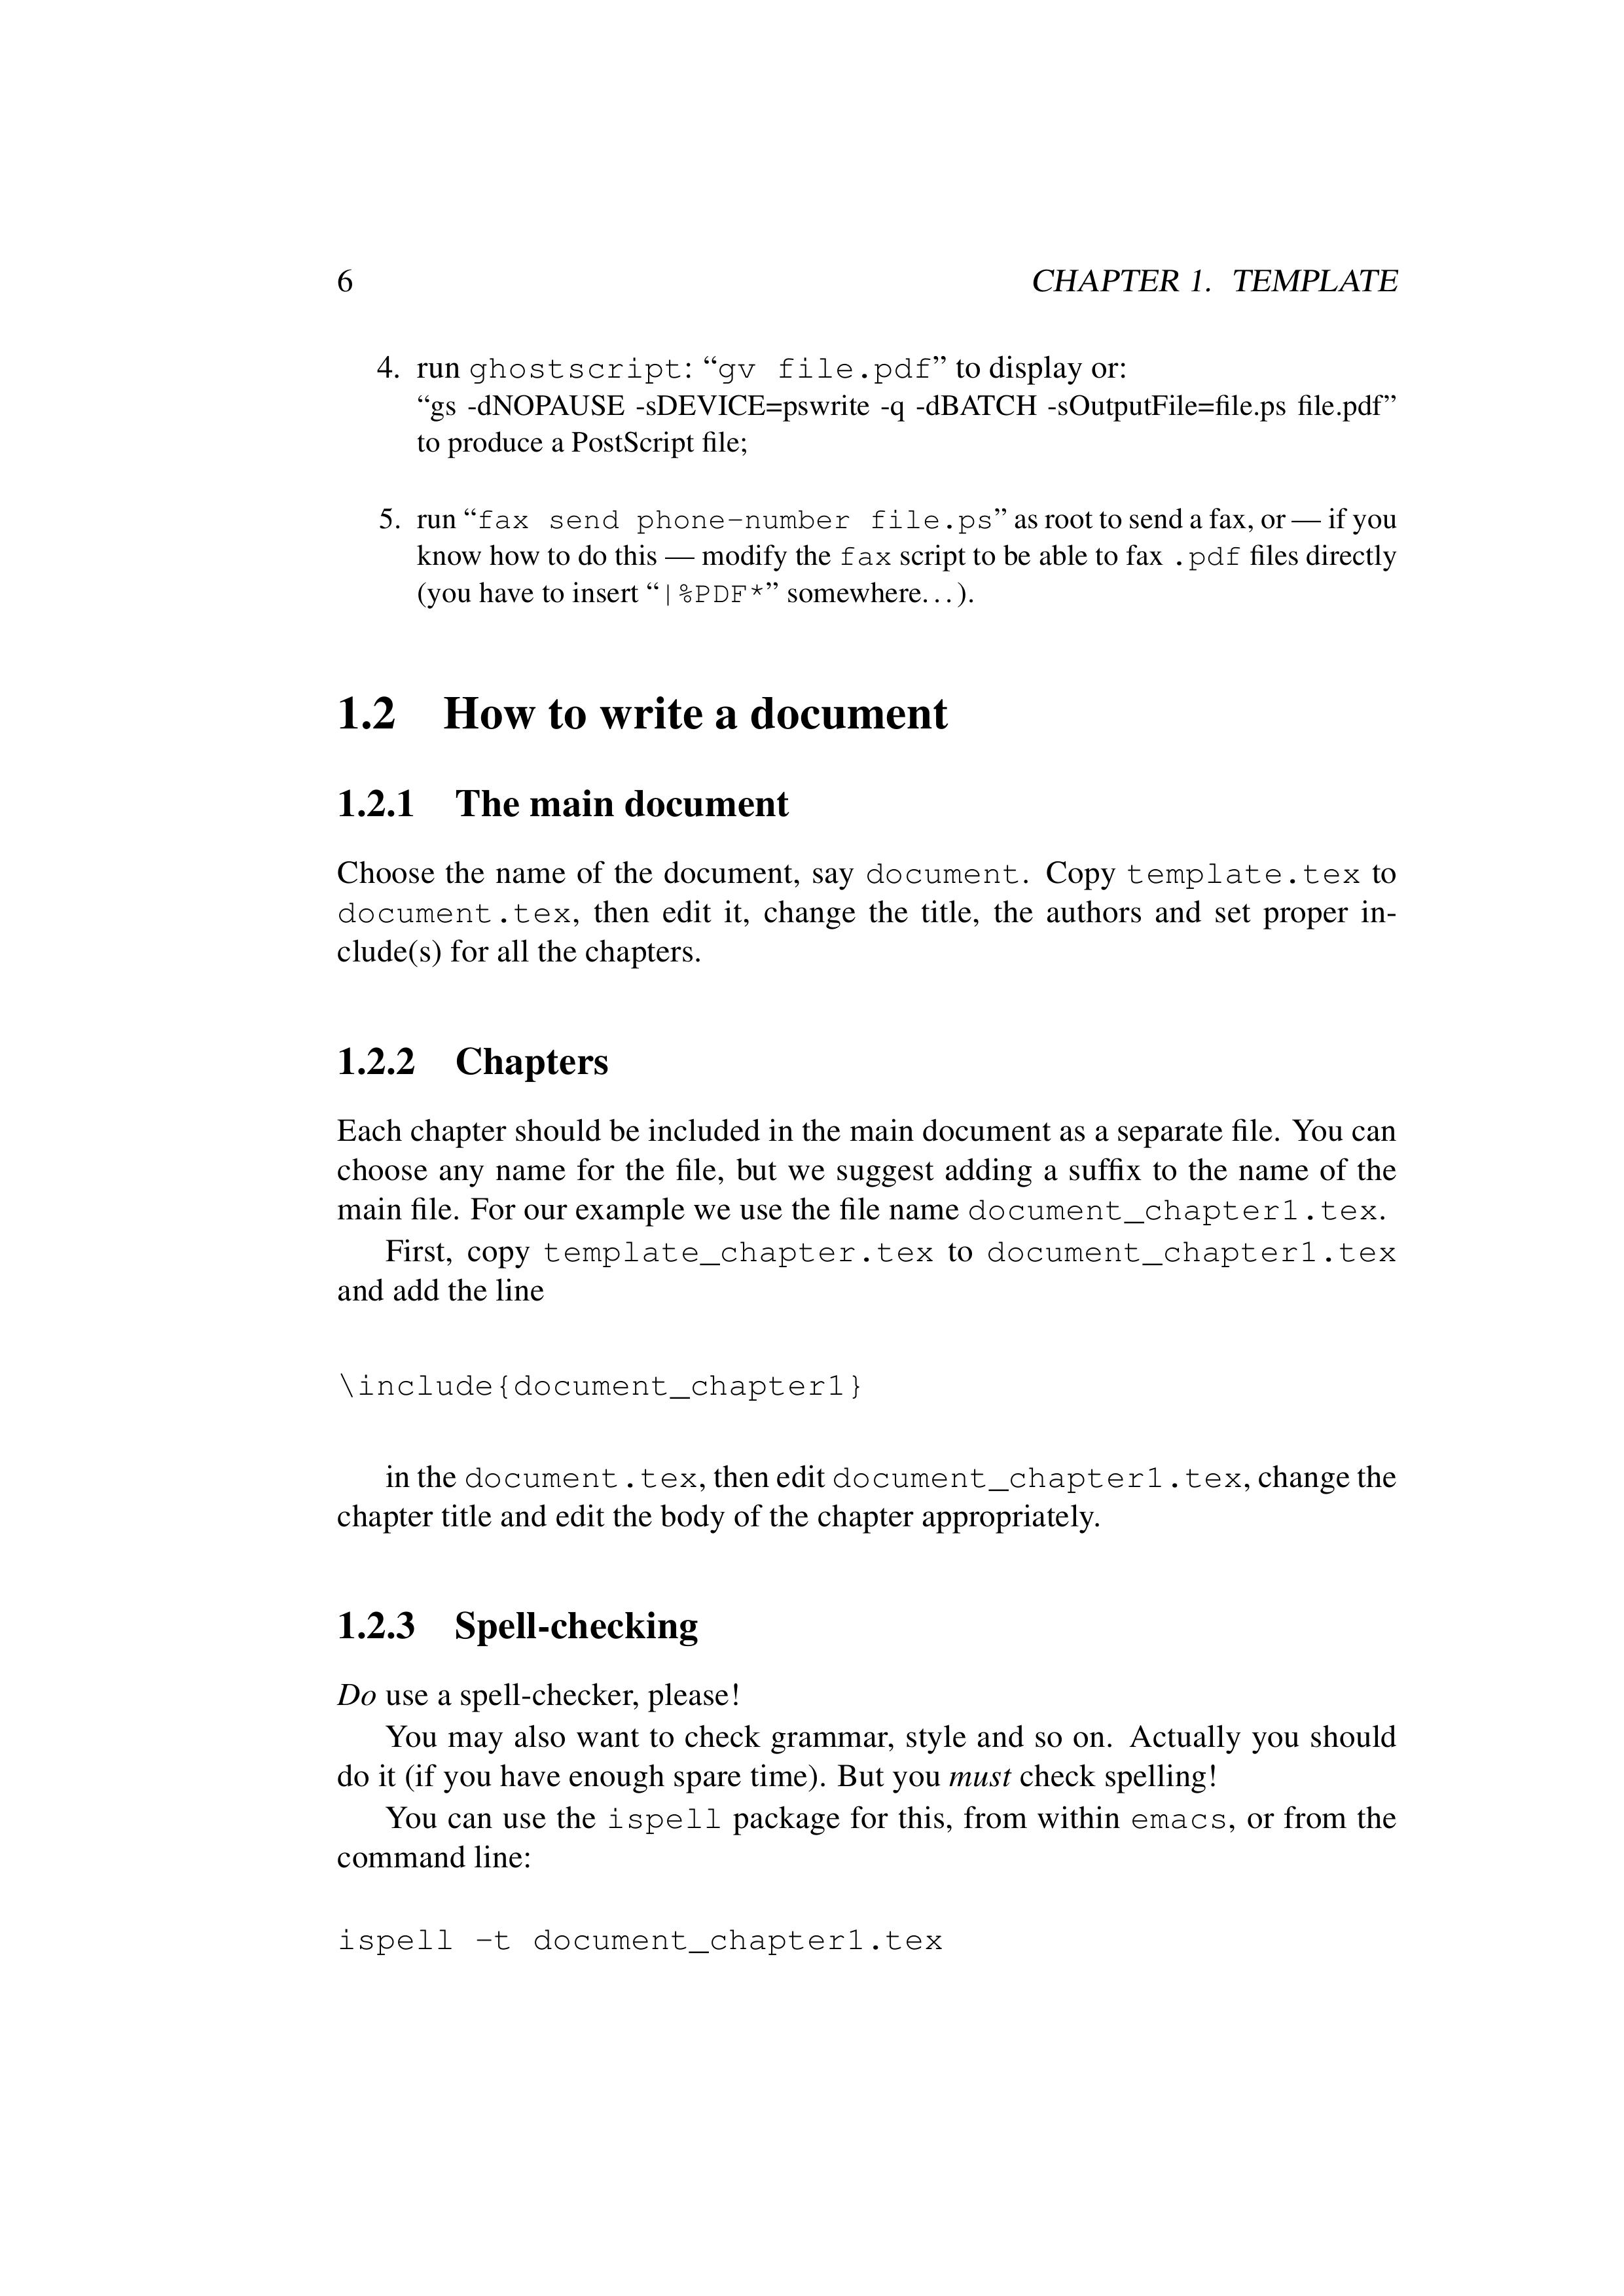 6 CHAPTER 1. TEMPLATE
4. run ghostscript: “gv file.pdf” to display or:
“gs -dNOPAUSE -sDEVICE=pswrite -q -dBATCH -sOutputFile=file.ps file.pdf”
to produce a PostScript file;
5. run “fax send phone-number file.ps” as root to send a fax, or — if you
know how to do this — modify the fax script to be able to fax .pdf files directly
(you have to insert “|%PDF*” somewhere. . . ).
1.2 How to write a document
1.2.1 The main document
Choose the name of the document, say document. Copy template.tex to
document.tex, then edit it, change the title, the authors and set proper in-
clude(s) for all the chapters.
1.2.2 Chapters
Each chapter should be included in the main document as a separate file. You can
choose any name for the file, but we suggest adding a suffix to the name of the
main file. For our example we use the file name document_chapter1.tex.
First, copy template_chapter.tex to document_chapter1.tex
and add the line
\include{document_chapter1}
in the document.tex, then edit document_chapter1.tex, change the
chapter title and edit the body of the chapter appropriately.
1.2.3 Spell-checking
Do use a spell-checker, please!
You may also want to check grammar, style and so on. Actually you should
do it (if you have enough spare time). But you must check spelling!
You can use the ispell package for this, from within emacs, or from the
command line:
ispell -t document_chapter1.tex